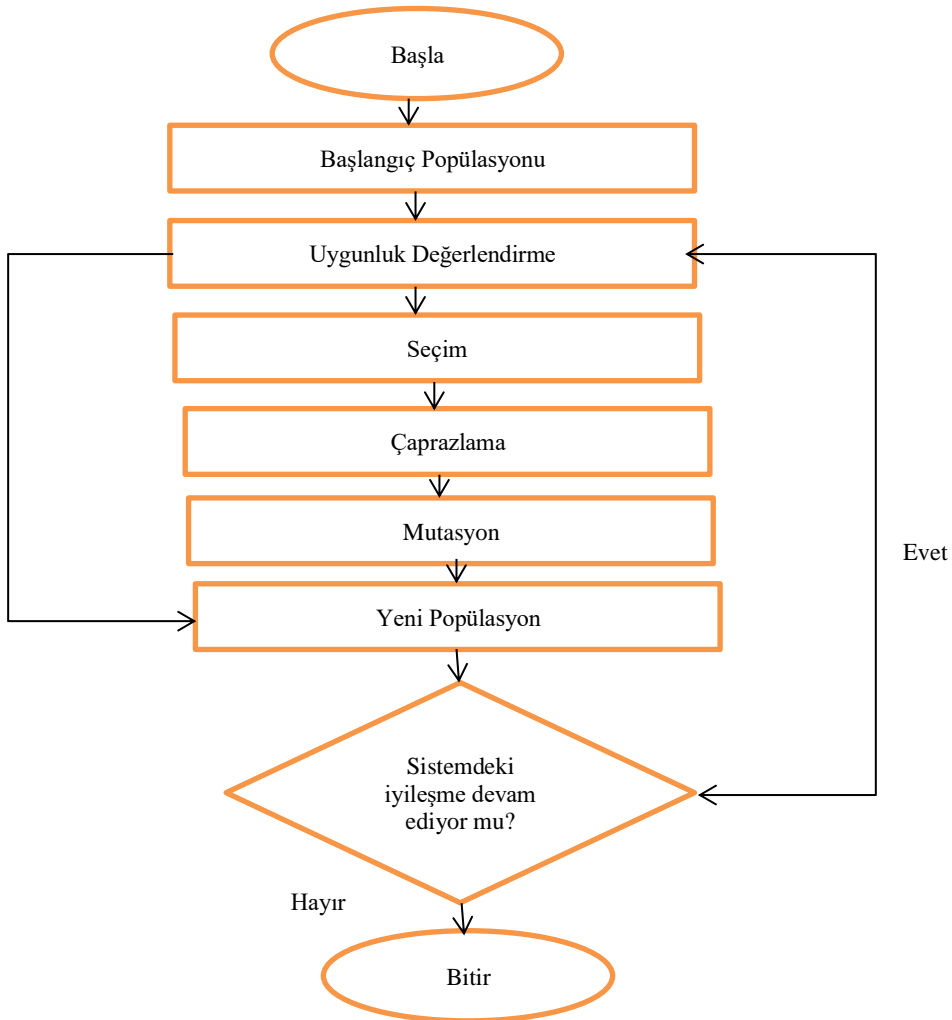 Başla
Başlangıç Popülasyonu
Uygunluk Değerlendirme
Seçim
Çaprazlama
Mutasyon
Evet
Yeni Popülasyon
Sistemdeki
iyileşme devam
ediyor mu?
Hayır
Bitir